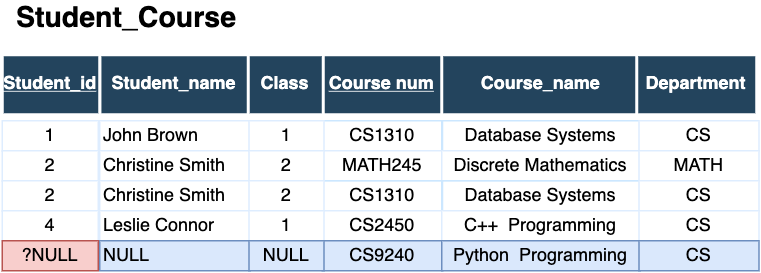 Student_Course
Student_id Student_name Class Course num Course_name Department
1 John Brown 1 CS1310 Database Systems CS
2 Christine Smith 2 MATH245 Discrete Mathematics MATH
2 Christine Smith 2 CS1310 Database Systems CS
4 Leslie Connor 1 CS2450 C++ Programming CS
?NULL NULL NULL CS9240 Python Programming CS